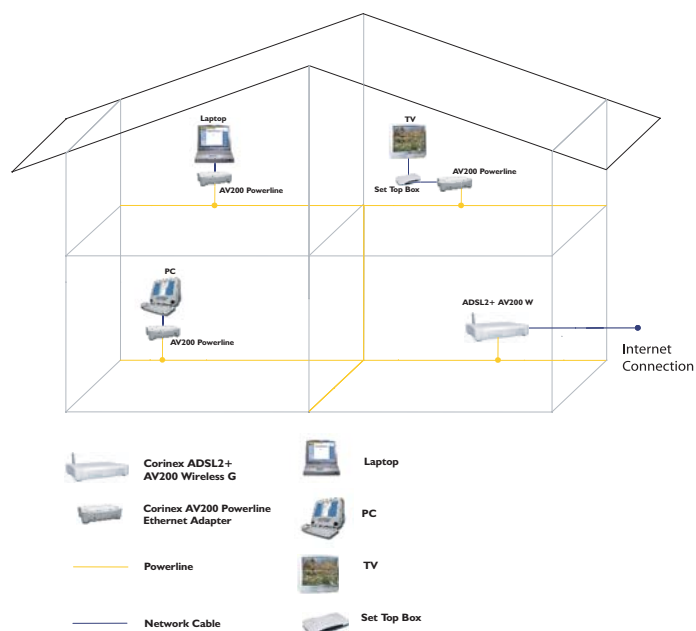 Laptop
TV
AV200 Powerline
Set Top Box
AV200 Powerline
PC
ADSL2+ AV200 W
AV200 Powerline
Internet
Connection
Corinex ADSL2+
AV200 Wireless G
Laptop
Corinex AV200 Powerline
Ethernet Adapter
PC
Powerline
TV
Network Cable
Set Top Box